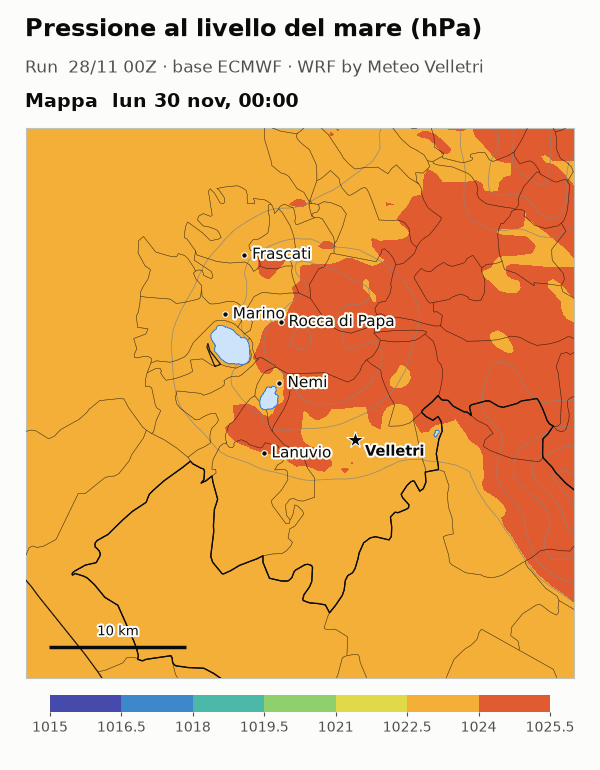 Pressione al livello del mare (hPa)
Run  28/11 00Z · base ECMWF · WRF by Meteo Velletri
Mappa  lun 30 nov, 00:00
Frascati
Marino
Rocca di Papa
Nemi
Velletri
Lanuvio
10 km
1015 1016.5 1018 1019.5 1021 1022.5 1024 1025.5